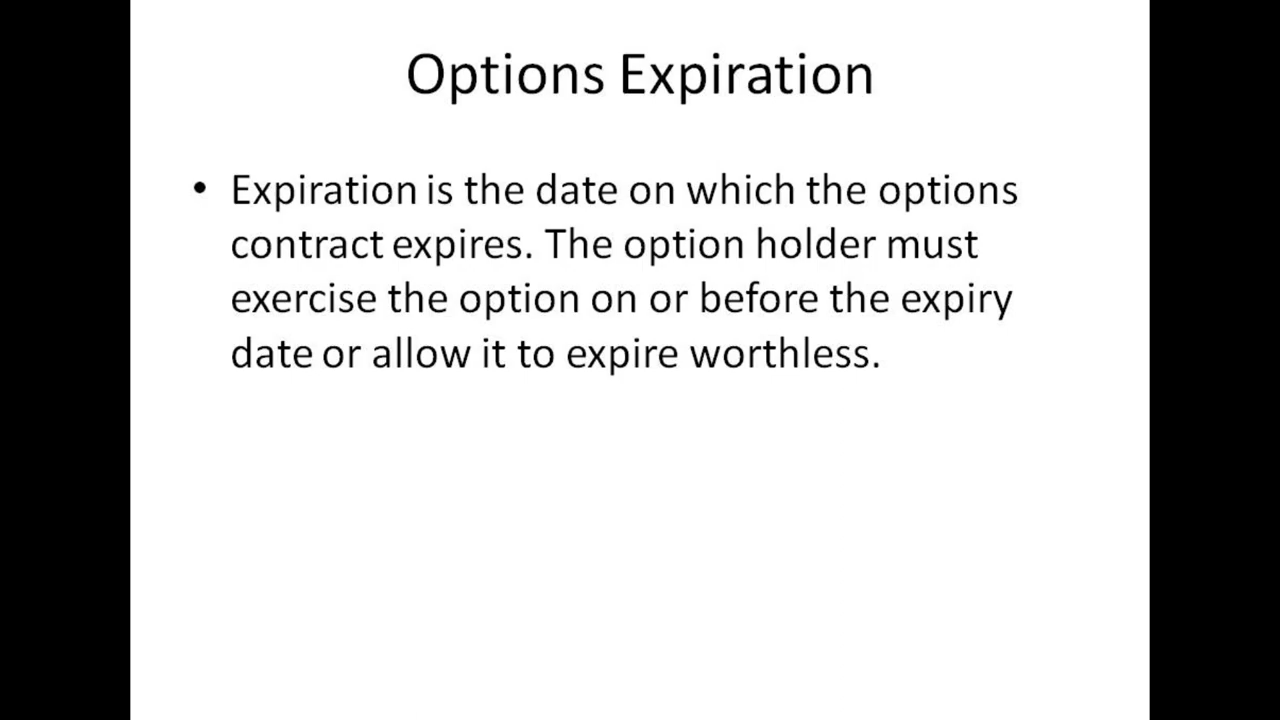 Options Expiration
• Expiration is the date on which the options
contract expires. The option holder must
exercise the option on or before the expiry
date or allow it to expire worthless.